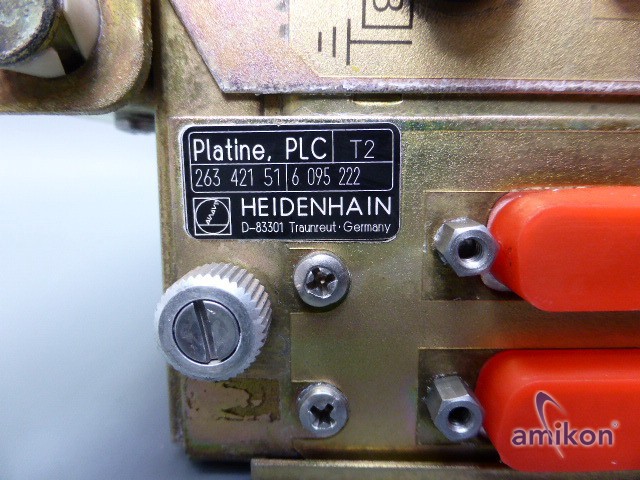 B
Platine, PLC T2
263 421 51 6 095 222
HEIDENHAIN
D-83301 Traunreut · Germany
amikon®